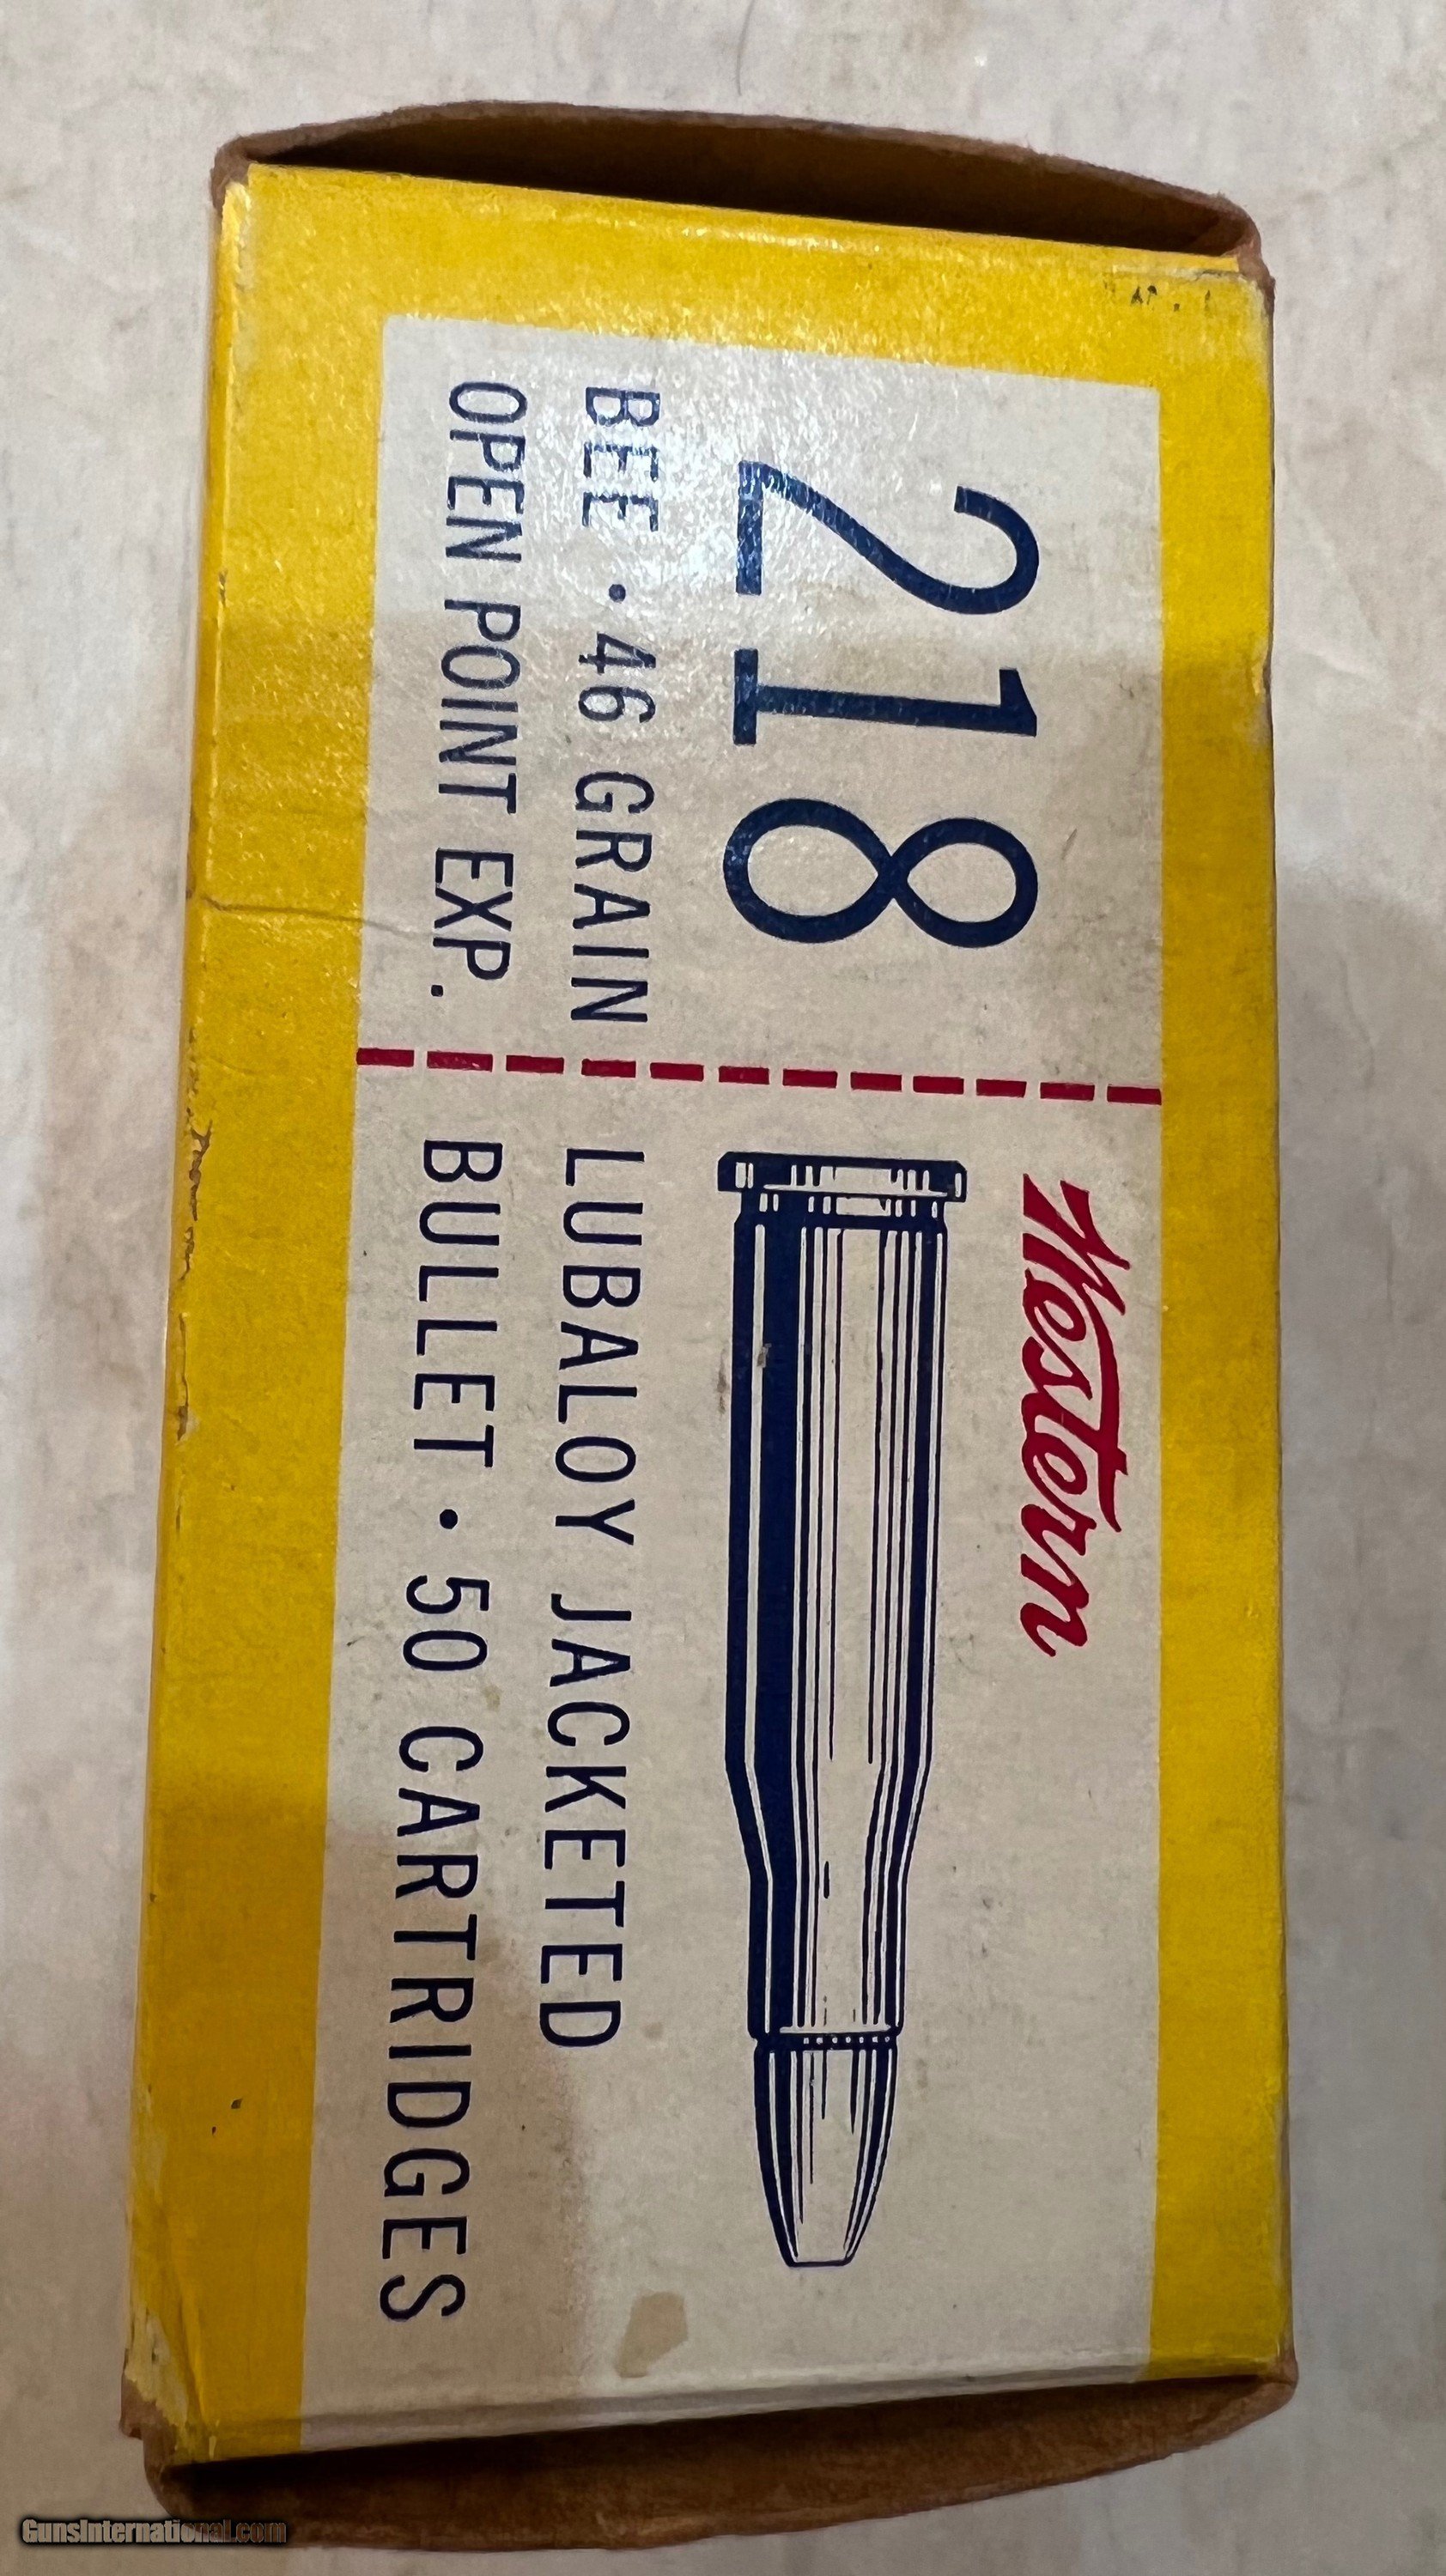 218
BEE · 46 GRAIN
OPEN POINT EXP.
Western
LUBALOY JACKETED
BULLET · 50 CARTRIDGES
GunsInternational.com